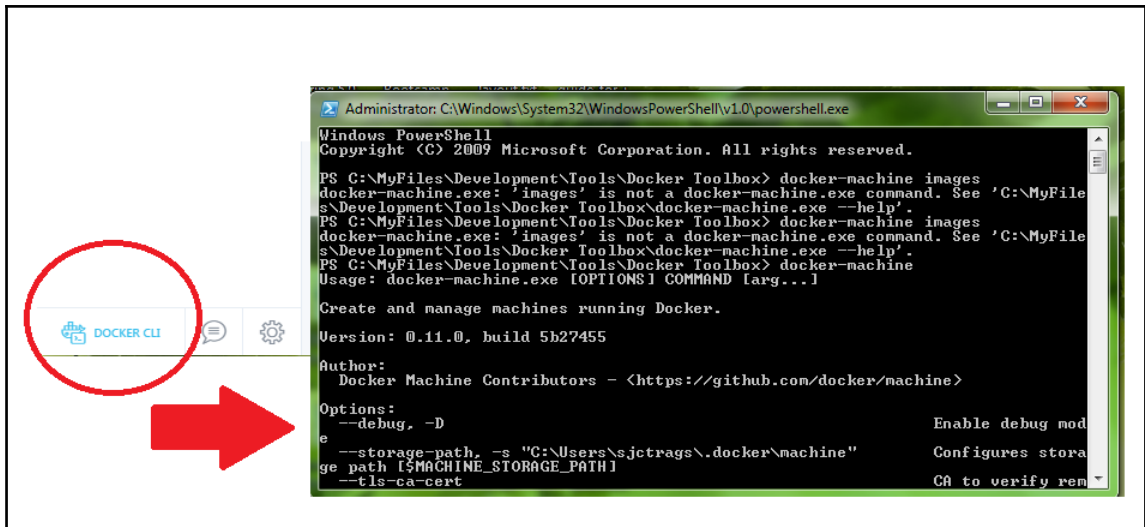 Administrator: C:\Windows\System32\WindowsPowerShell\v1.0\powershell.exe
Windows PowerShell
Copyright (C) 2009 Microsoft Corporation. All rights reserved.
PS C:\MyFiles\Development\Tools\Docker Toolbox> docker-machine images
docker-machine.exe: 'images' is not a docker-machine.exe command. See 'C:\MyFile
s\Development\Tools\Docker Toolbox\docker-machine.exe --help'.
PS C:\MyFiles\Development\Tools\Docker Toolbox> docker-machine images
docker-machine.exe: 'images' is not a docker-machine.exe command. See 'C:\MyFile
s\Development\Tools\Docker Toolbox\docker-machine.exe --help'.
PS C:\MyFiles\Development\Tools\Docker Toolbox> docker-machine
Usage: docker-machine.exe [OPTIONS] COMMAND [arg...]
Create and manage machines running Docker.
Version: 0.11.0, build 5b27455
Author:
Docker Machine Contributors - <https://github.com/docker/machine>
Options:
--debug, -D Enable debug mod
e
--storage-path, -s "C:\Users\sjctrags\.docker\machine" Configures stora
ge path [$MACHINE_STORAGE_PATH]
--tls-ca-cert CA to verify rem
DOCKER CLI